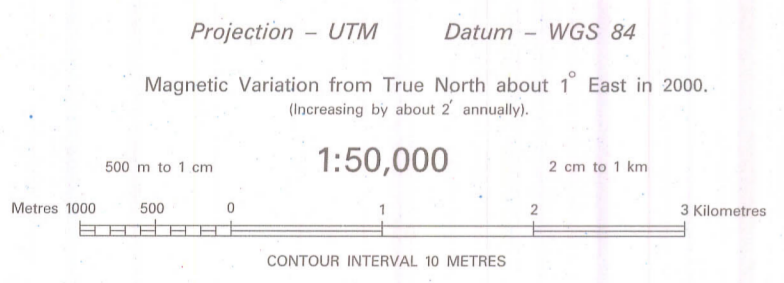 Projection – UTM Datum – WGS 84
Magnetic Variation from True North about 1° East in 2000.
(Increasing by about 2′ annually).
500 m to 1 cm 1:50,000 2 cm to 1 km
Metres 1000 500 0 1 2 3 Kilometres
CONTOUR INTERVAL 10 METRES